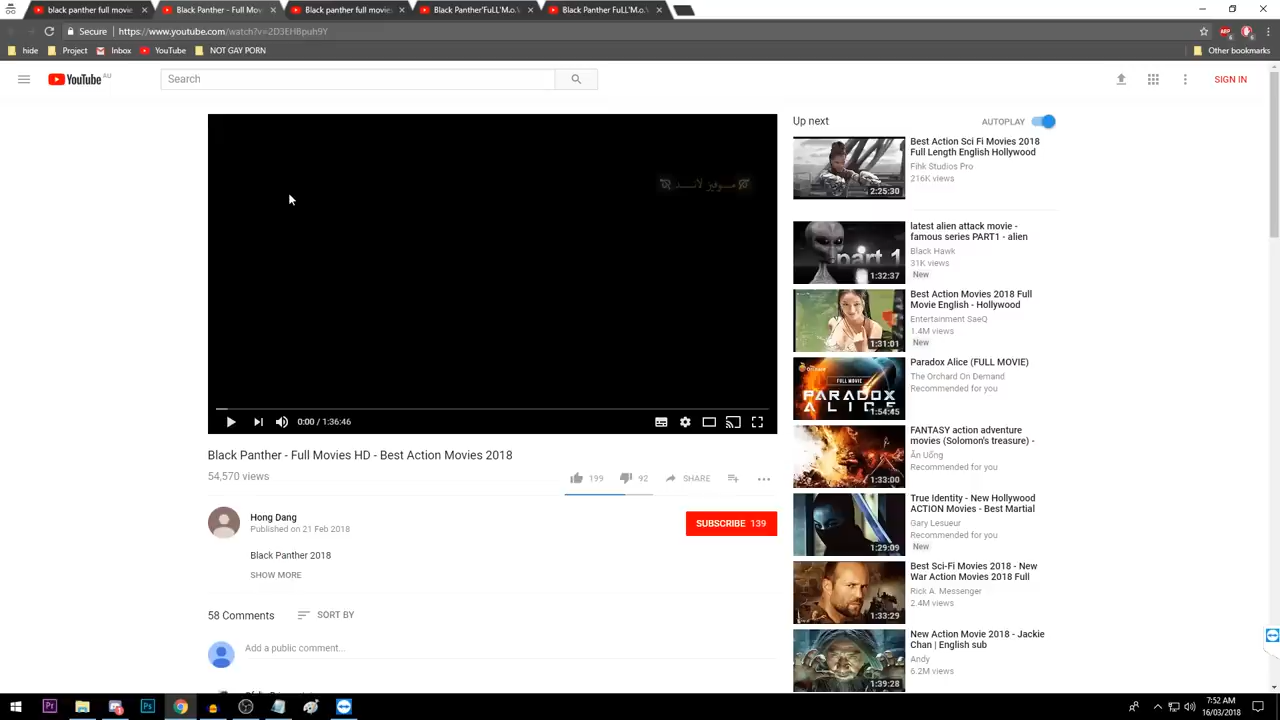 black panther full movie
Black Panther - Full Mov
Black panther full movies
Black Panther'FuLL'M.o.V
Black Panther FuLL'M.o.V
Secure
https://www.youtube.com/watch?v=2D3EH8puh9Y
ABP
hide
Project
Inbox
YouTube
NOT GAY PORN
Other bookmarks
YouTube AU
Search
SIGN IN
موفيز لاند
Up next
AUTOPLAY
Best Action Sci Fi Movies 2018
Full Length English Hollywood
Fihk Studios Pro
216K views
2:25:30
latest alien attack movie -
famous series PART1 - alien
Black Hawk
31K views
New
part 1
1:32:37
Best Action Movies 2018 Full
Movie English - Hollywood
Entertainment SaeQ
1.4M views
New
1:31:01
Paradox Alice (FULL MOVIE)
The Orchard On Demand
Recommended for you
FULL MOVIE
PARADOX
ALICE
1:54:45
0:00 / 1:36:46
Black Panther - Full Movies HD - Best Action Movies 2018
54,570 views
199
92
SHARE
FANTASY action adventure
movies (Solomon's treasure) -
Ăn Uống
Recommended for you
1:33:00
Hong Dang
Published on 21 Feb 2018
SUBSCRIBE 139
Black Panther 2018
SHOW MORE
True Identity - New Hollywood
ACTION Movies - Best Martial
Gary Lesueur
Recommended for you
New
1:29:09
Best Sci-Fi Movies 2018 - New
War Action Movies 2018 Full
Rick A. Messenger
2.4M views
1:33:29
58 Comments
SORT BY
Add a public comment...
New Action Movie 2018 - Jackie
Chan | English sub
Andy
6.2M views
1:39:28
Pr
Ps
7:52 AM
16/03/2018